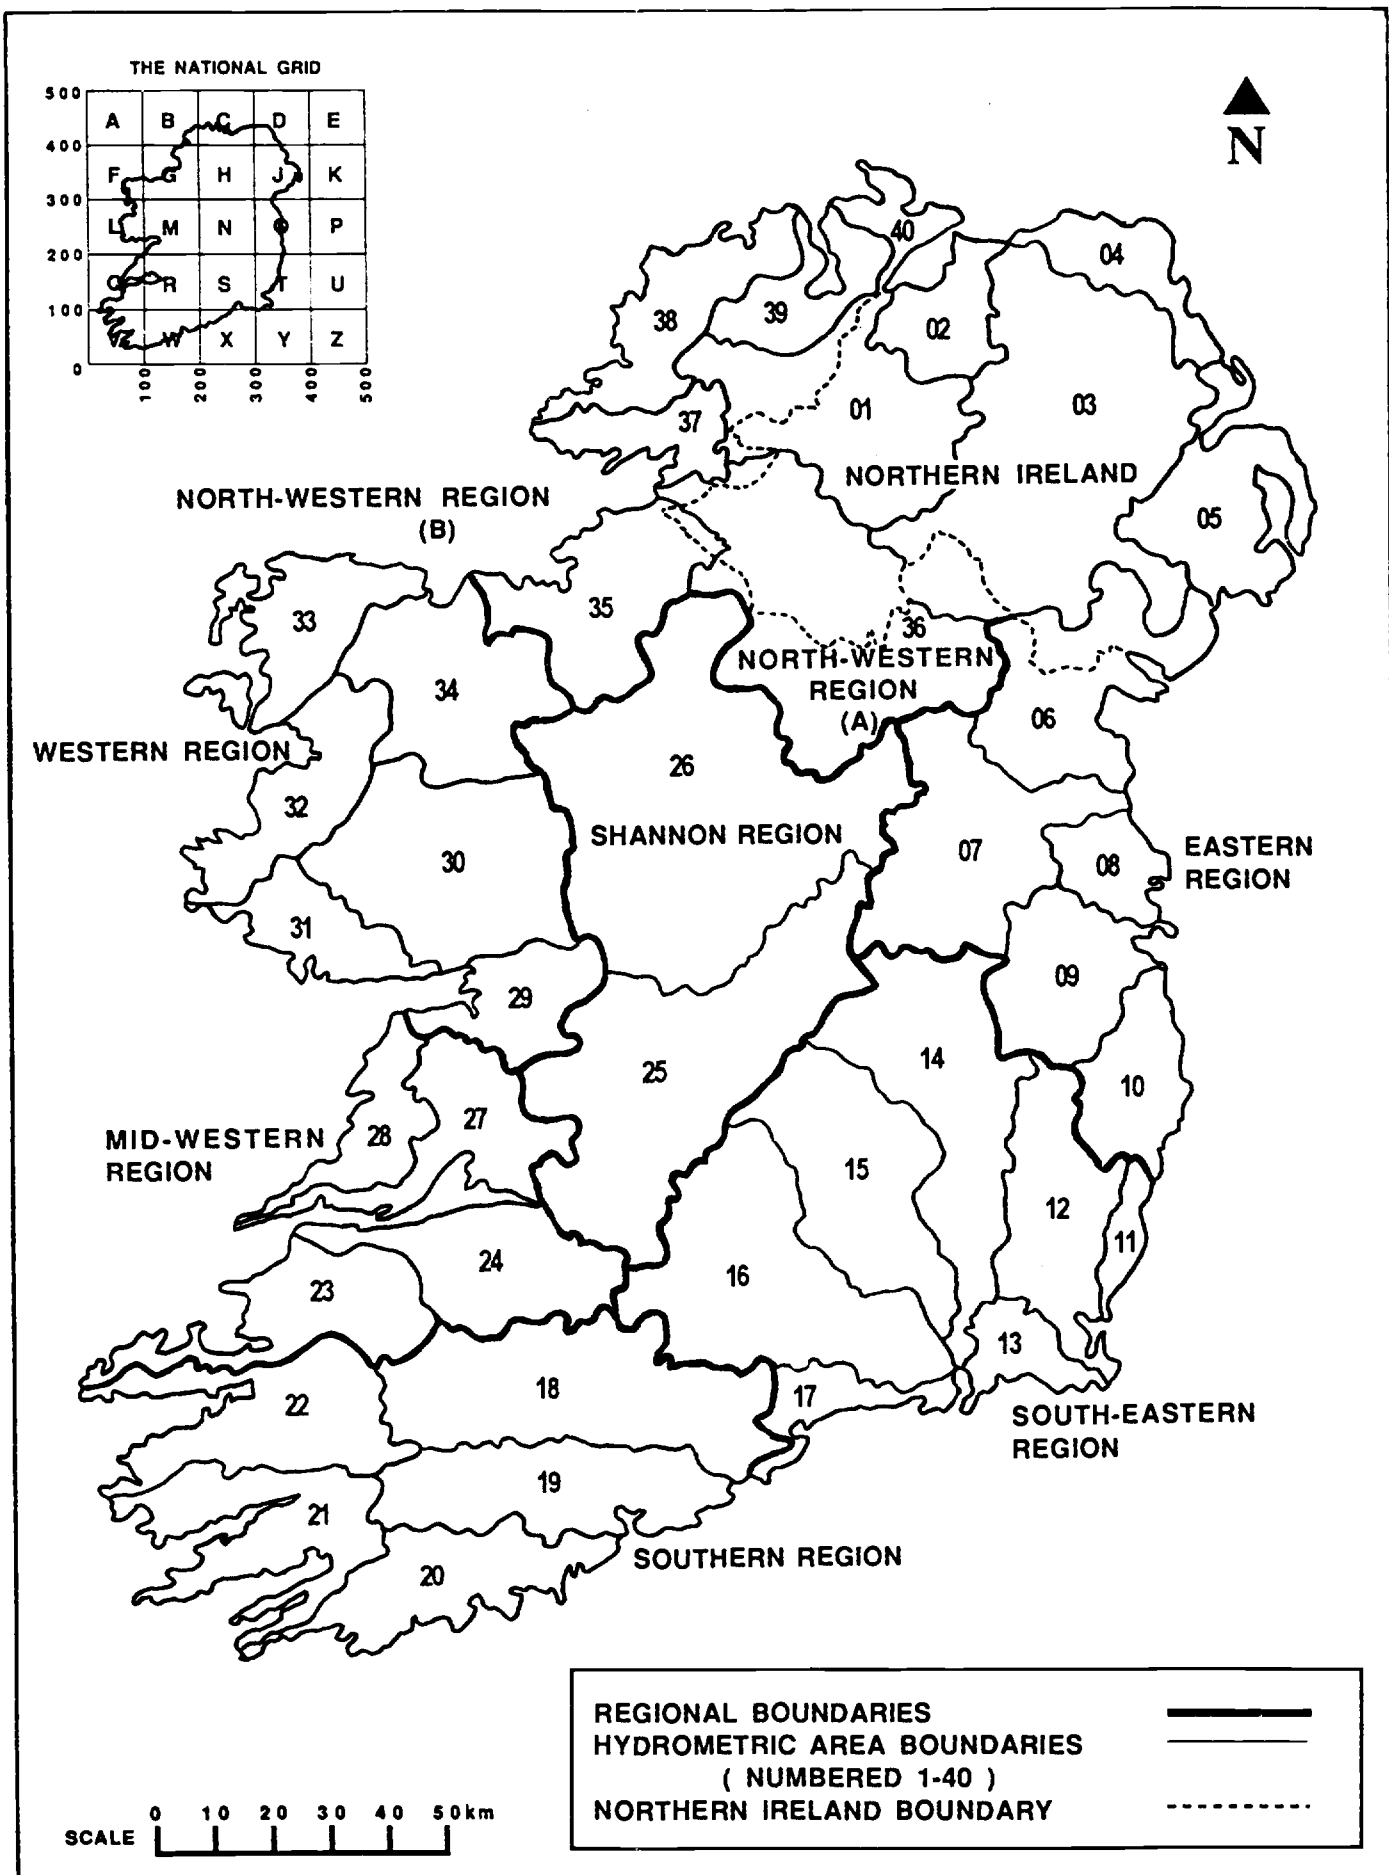 THE NATIONAL GRID
500
A B C D E
400
F G H J K
300
L M N O P
200
Q R S T U
100
V W X Y Z
0
100 200 300 400 500
N
40
04
38
39
02
01
03
37
NORTHERN IRELAND
NORTH-WESTERN REGION
(B)
05
35
33
36
NORTH-WESTERN
REGION
(A)
34
06
WESTERN REGION
26
32
SHANNON REGION
07
08
EASTERN
REGION
30
31
09
29
14
25
10
27
28
MID-WESTERN
REGION
15
12
11
24
16
23
13
18
17
22
SOUTH-EASTERN
REGION
19
21
SOUTHERN REGION
20
REGIONAL BOUNDARIES
HYDROMETRIC AREA BOUNDARIES
( NUMBERED 1-40 )
NORTHERN IRELAND BOUNDARY
0 10 20 30 40 50km
SCALE